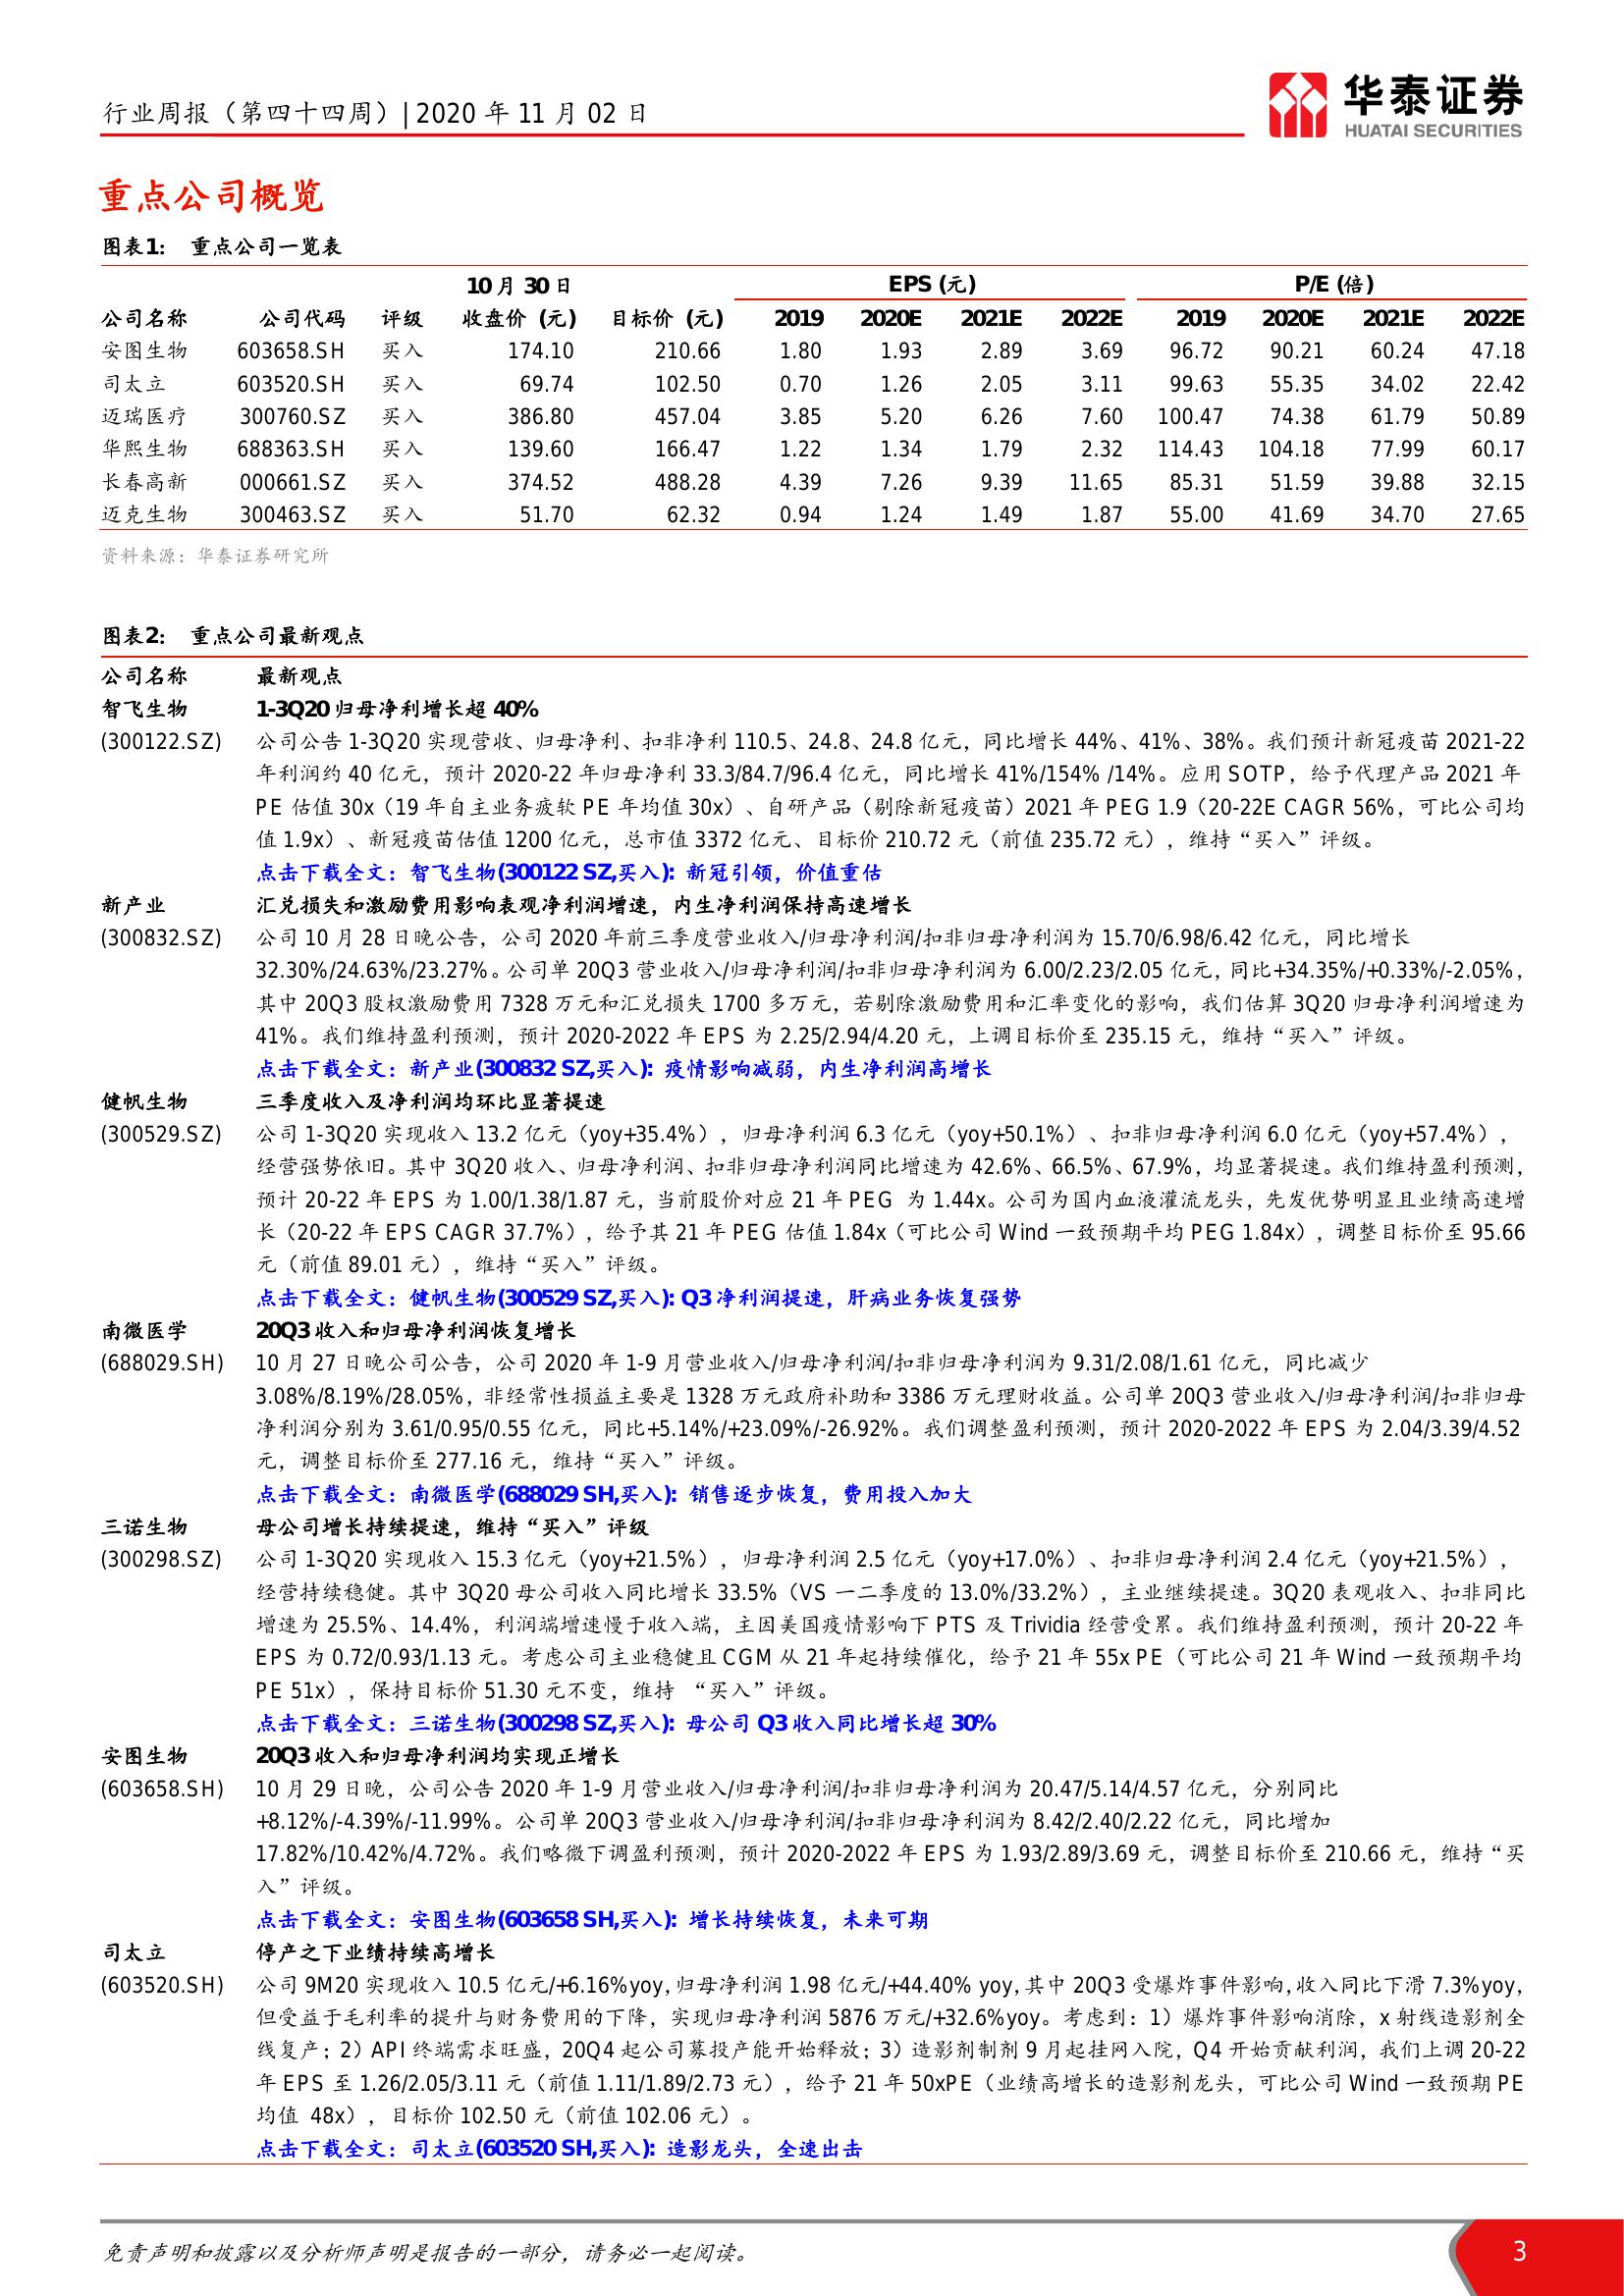 行业周报（第四十四周）| 2020 年 11 月 02 日
华泰证券
HUATAI SECURITIES
重点公司概览
图表1： 重点公司一览表
10 月 30 日 EPS (元) P/E (倍)
公司名称 公司代码 评级 收盘价 (元) 目标价 (元) 2019 2020E 2021E 2022E 2019 2020E 2021E 2022E
安图生物 603658.SH 买入 174.10 210.66 1.80 1.93 2.89 3.69 96.72 90.21 60.24 47.18
司太立 603520.SH 买入 69.74 102.50 0.70 1.26 2.05 3.11 99.63 55.35 34.02 22.42
迈瑞医疗 300760.SZ 买入 386.80 457.04 3.85 5.20 6.26 7.60 100.47 74.38 61.79 50.89
华熙生物 688363.SH 买入 139.60 166.47 1.22 1.34 1.79 2.32 114.43 104.18 77.99 60.17
长春高新 000661.SZ 买入 374.52 488.28 4.39 7.26 9.39 11.65 85.31 51.59 39.88 32.15
迈克生物 300463.SZ 买入 51.70 62.32 0.94 1.24 1.49 1.87 55.00 41.69 34.70 27.65
资料来源：华泰证券研究所
图表2： 重点公司最新观点
公司名称 最新观点
智飞生物 1-3Q20 归母净利增长超 40%
(300122.SZ) 公司公告 1-3Q20 实现营收、归母净利、扣非净利 110.5、24.8、24.8 亿元，同比增长 44%、41%、38%。我们预计新冠疫苗 2021-22
年利润约 40 亿元，预计 2020-22 年归母净利 33.3/84.7/96.4 亿元，同比增长 41%/154% /14%。应用 SOTP，给予代理产品 2021 年
PE 估值 30x（19 年自主业务疲软 PE 年均值 30x）、自研产品（剔除新冠疫苗）2021 年 PEG 1.9（20-22E CAGR 56%，可比公司均
值 1.9x）、新冠疫苗估值 1200 亿元，总市值 3372 亿元、目标价 210.72 元（前值 235.72 元），维持“买入”评级。
点击下载全文：智飞生物(300122 SZ,买入): 新冠引领，价值重估
新产业 汇兑损失和激励费用影响表观净利润增速，内生净利润保持高速增长
(300832.SZ) 公司 10 月 28 日晚公告，公司 2020 年前三季度营业收入/归母净利润/扣非归母净利润为 15.70/6.98/6.42 亿元，同比增长
32.30%/24.63%/23.27%。公司单 20Q3 营业收入/归母净利润/扣非归母净利润为 6.00/2.23/2.05 亿元，同比+34.35%/+0.33%/-2.05%，
其中 20Q3 股权激励费用 7328 万元和汇兑损失 1700 多万元，若剔除激励费用和汇率变化的影响，我们估算 3Q20 归母净利润增速为
41%。我们维持盈利预测，预计 2020-2022 年 EPS 为 2.25/2.94/4.20 元，上调目标价至 235.15 元，维持“买入”评级。
点击下载全文：新产业(300832 SZ,买入): 疫情影响减弱，内生净利润高增长
健帆生物 三季度收入及净利润均环比显著提速
(300529.SZ) 公司 1-3Q20 实现收入 13.2 亿元（yoy+35.4%），归母净利润 6.3 亿元（yoy+50.1%）、扣非归母净利润 6.0 亿元（yoy+57.4%），
经营强势依旧。其中 3Q20 收入、归母净利润、扣非归母净利润同比增速为 42.6%、66.5%、67.9%，均显著提速。我们维持盈利预测，
预计 20-22 年 EPS 为 1.00/1.38/1.87 元，当前股价对应 21 年 PEG 为 1.44x。公司为国内血液灌流龙头，先发优势明显且业绩高速增
长（20-22 年 EPS CAGR 37.7%），给予其 21 年 PEG 估值 1.84x（可比公司 Wind 一致预期平均 PEG 1.84x），调整目标价至 95.66
元（前值 89.01 元），维持“买入”评级。
点击下载全文：健帆生物(300529 SZ,买入): Q3 净利润提速，肝病业务恢复强势
南微医学 20Q3 收入和归母净利润恢复增长
(688029.SH) 10 月 27 日晚公司公告，公司 2020 年 1-9 月营业收入/归母净利润/扣非归母净利润为 9.31/2.08/1.61 亿元，同比减少
3.08%/8.19%/28.05%，非经常性损益主要是 1328 万元政府补助和 3386 万元理财收益。公司单 20Q3 营业收入/归母净利润/扣非归母
净利润分别为 3.61/0.95/0.55 亿元，同比+5.14%/+23.09%/-26.92%。我们调整盈利预测，预计 2020-2022 年 EPS 为 2.04/3.39/4.52
元，调整目标价至 277.16 元，维持“买入”评级。
点击下载全文：南微医学(688029 SH,买入): 销售逐步恢复，费用投入加大
三诺生物 母公司增长持续提速，维持“买入”评级
(300298.SZ) 公司 1-3Q20 实现收入 15.3 亿元（yoy+21.5%），归母净利润 2.5 亿元（yoy+17.0%）、扣非归母净利润 2.4 亿元（yoy+21.5%），
经营持续稳健。其中 3Q20 母公司收入同比增长 33.5%（VS 一二季度的 13.0%/33.2%），主业继续提速。3Q20 表观收入、扣非同比
增速为 25.5%、14.4%，利润端增速慢于收入端，主因美国疫情影响下 PTS 及 Trividia 经营受累。我们维持盈利预测，预计 20-22 年
EPS 为 0.72/0.93/1.13 元。考虑公司主业稳健且 CGM 从 21 年起持续催化，给予 21 年 55x PE（可比公司 21 年 Wind 一致预期平均
PE 51x），保持目标价 51.30 元不变，维持 “买入”评级。
点击下载全文：三诺生物(300298 SZ,买入): 母公司 Q3 收入同比增长超 30%
安图生物 20Q3 收入和归母净利润均实现正增长
(603658.SH) 10 月 29 日晚，公司公告 2020 年 1-9 月营业收入/归母净利润/扣非归母净利润为 20.47/5.14/4.57 亿元，分别同比
+8.12%/-4.39%/-11.99%。公司单 20Q3 营业收入/归母净利润/扣非归母净利润为 8.42/2.40/2.22 亿元，同比增加
17.82%/10.42%/4.72%。我们略微下调盈利预测，预计 2020-2022 年 EPS 为 1.93/2.89/3.69 元，调整目标价至 210.66 元，维持“买
入”评级。
点击下载全文：安图生物(603658 SH,买入): 增长持续恢复，未来可期
司太立 停产之下业绩持续高增长
(603520.SH) 公司 9M20 实现收入 10.5 亿元/+6.16%yoy,归母净利润 1.98 亿元/+44.40% yoy,其中 20Q3 受爆炸事件影响,收入同比下滑 7.3%yoy,
但受益于毛利率的提升与财务费用的下降，实现归母净利润 5876 万元/+32.6%yoy。考虑到：1）爆炸事件影响消除，x 射线造影剂全
线复产；2）API 终端需求旺盛，20Q4 起公司募投产能开始释放；3）造影剂制剂 9 月起挂网入院，Q4 开始贡献利润，我们上调 20-22
年 EPS 至 1.26/2.05/3.11 元（前值 1.11/1.89/2.73 元），给予 21 年 50xPE（业绩高增长的造影剂龙头，可比公司 Wind 一致预期 PE
均值 48x），目标价 102.50 元（前值 102.06 元）。
点击下载全文：司太立(603520 SH,买入): 造影龙头，全速出击
免责声明和披露以及分析师声明是报告的一部分，请务必一起阅读。
3